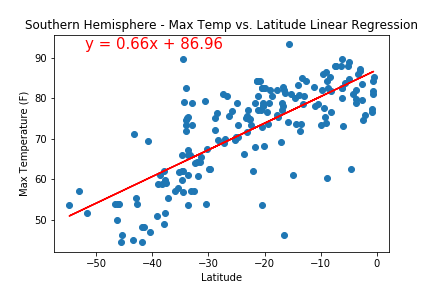 Southern Hemisphere - Max Temp vs. Latitude Linear Regression
y = 0.66x + 86.96
90
80
70
60
50
Max Temperature (F)
−50
−40
−30
−20
−10
0
Latitude